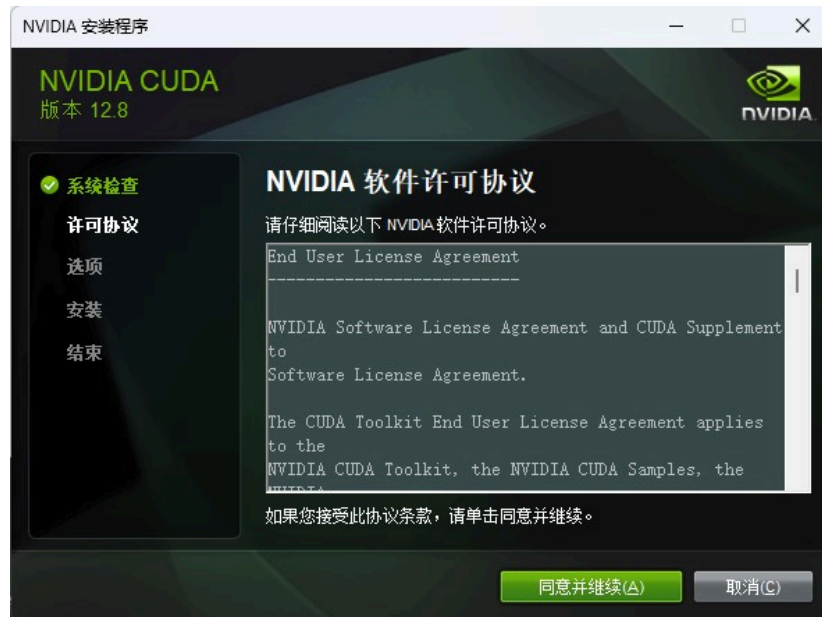 NVIDIA 安装程序
NVIDIA CUDA
版本 12.8
NVIDIA.
系统检查
许可协议
选项
安装
结束
NVIDIA 软件许可协议
请仔细阅读以下 NVIDIA 软件许可协议。
End User License Agreement
--------------------------
NVIDIA Software License Agreement and CUDA Supplement
to
Software License Agreement.
The CUDA Toolkit End User License Agreement applies
to the
NVIDIA CUDA Toolkit, the NVIDIA CUDA Samples, the
NVIDIA
如果您接受此协议条款，请单击同意并继续。
同意并继续(A)
取消(C)